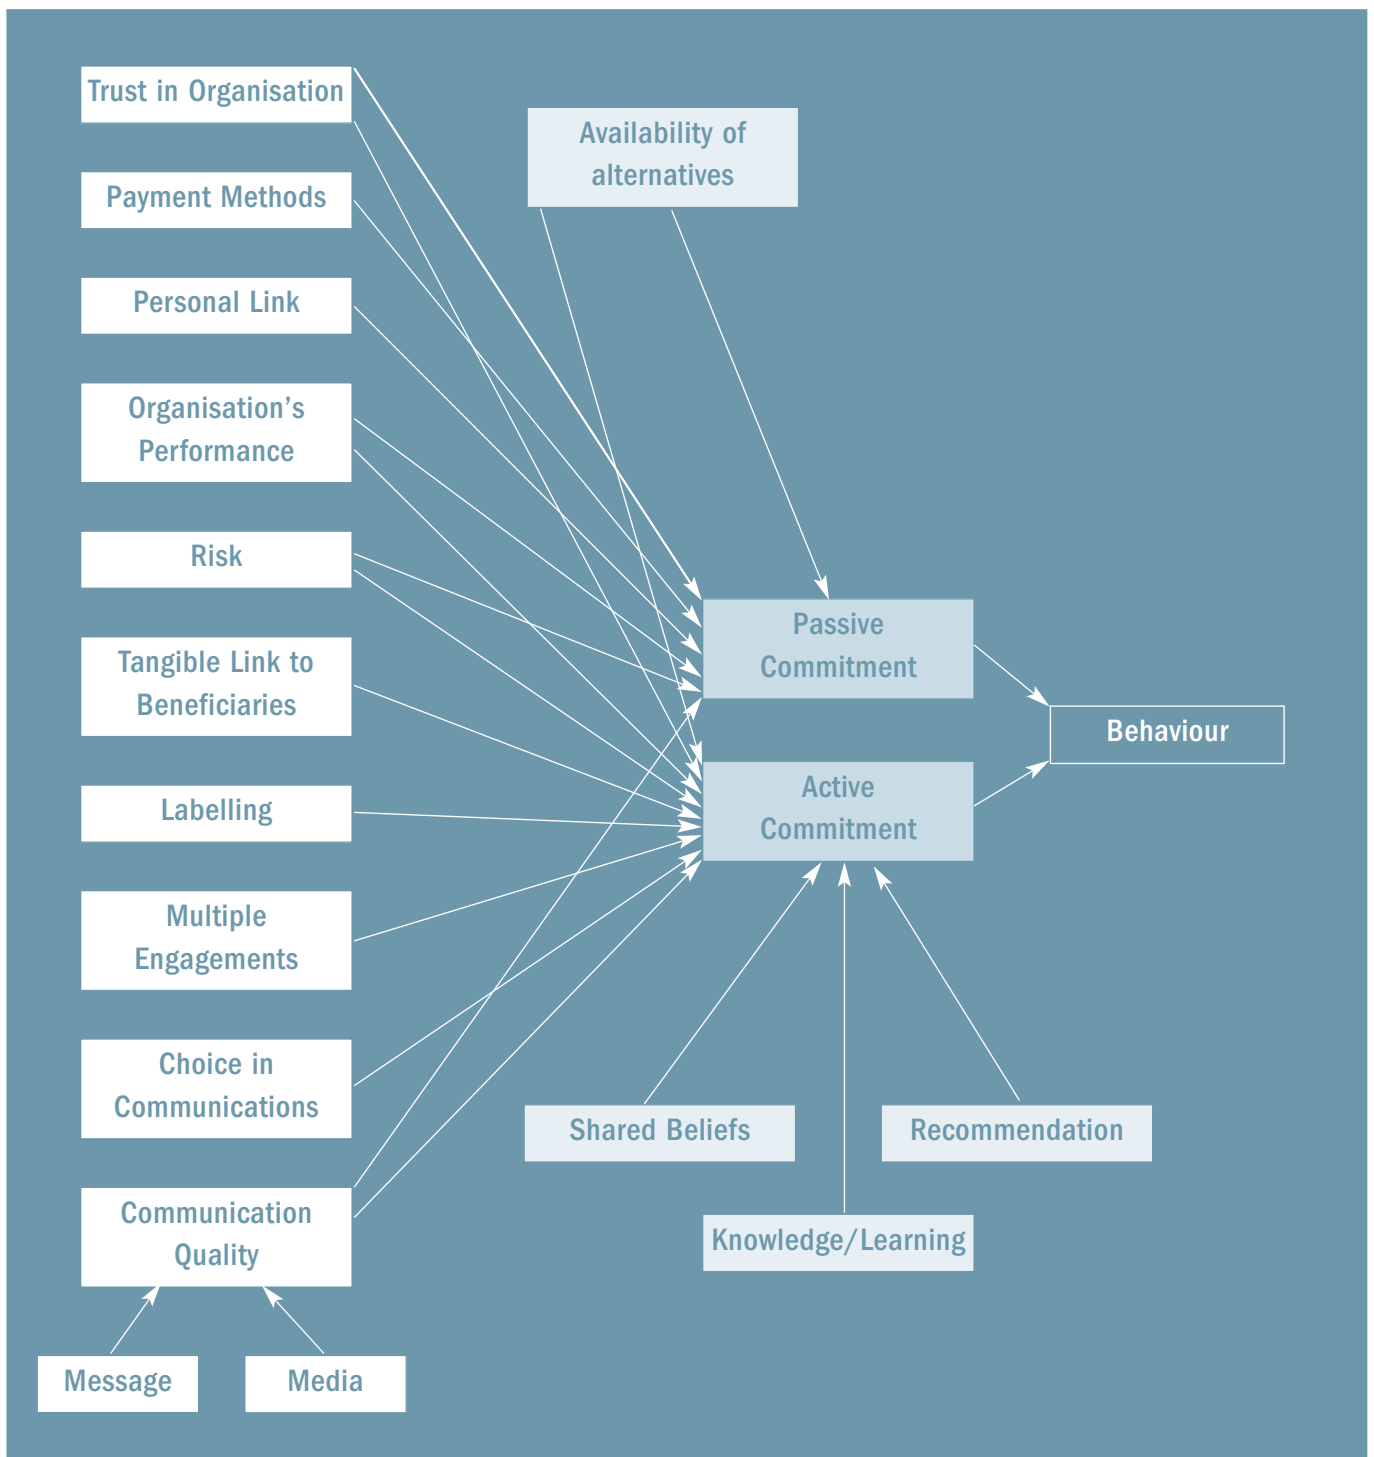 Trust in Organisation
Availability of
alternatives
Payment Methods
Personal Link
Organisation’s
Performance
Risk
Passive
Commitment
Tangible Link to
Beneficiaries
Behaviour
Labelling
Active
Commitment
Multiple
Engagements
Choice in
Communications
Shared Beliefs
Recommendation
Communication
Quality
Knowledge/Learning
Message
Media